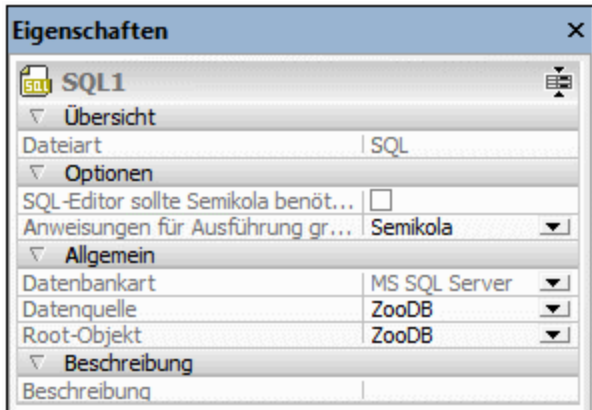 Eigenschaften
SQL1
Übersicht
Dateiart SQL
Optionen
SQL-Editor sollte Semikola benöt...
Anweisungen für Ausführung gr... Semikola
Allgemein
Datenbankart MS SQL Server
Datenquelle ZooDB
Root-Objekt ZooDB
Beschreibung
Beschreibung